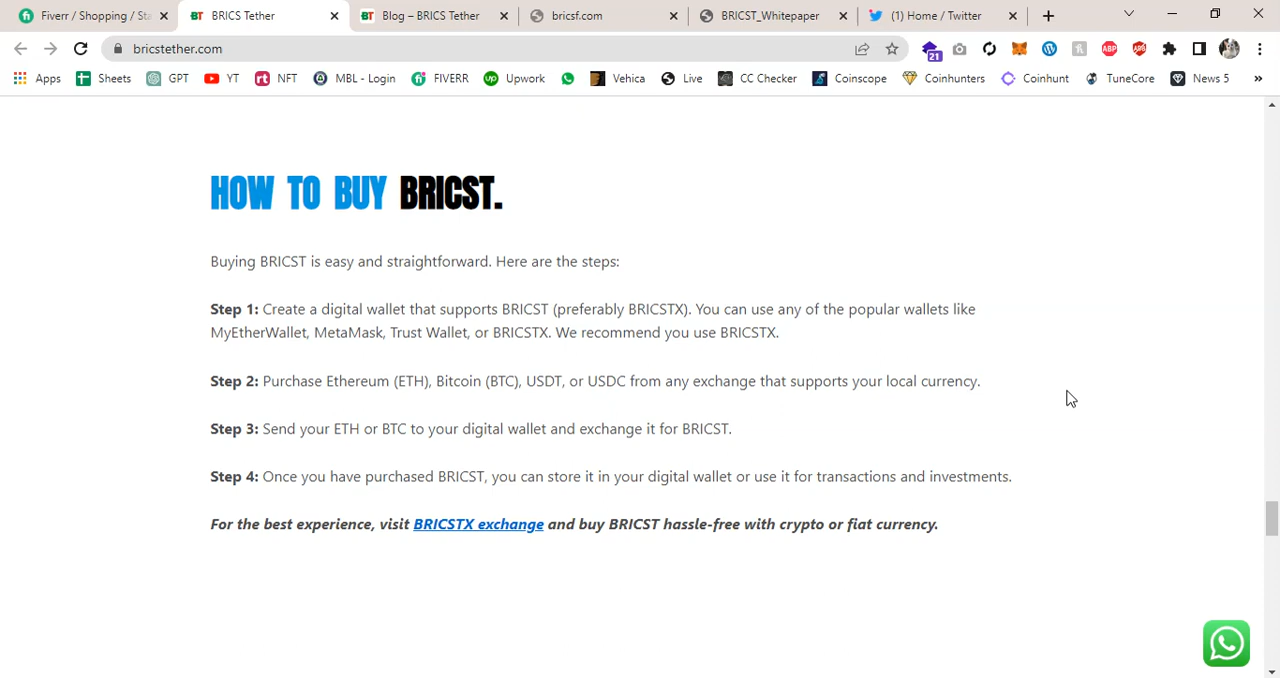 Fiverr / Shopping / Sta
BT BRICS Tether
BT Blog – BRICS Tether
bricsf.com
BRICST_Whitepaper
(1) Home / Twitter
bricstether.com
21
ABP
Apps
Sheets
GPT
YT
NFT
MBL - Login
FIVERR
Upwork
Vehica
Live
CC Checker
Coinscope
Coinhunters
Coinhunt
TuneCore
News 5
»
HOW TO BUY BRICST.
Buying BRICST is easy and straightforward. Here are the steps:
Step 1: Create a digital wallet that supports BRICST (preferably BRICSTX). You can use any of the popular wallets like
MyEtherWallet, MetaMask, Trust Wallet, or BRICSTX. We recommend you use BRICSTX.
Step 2: Purchase Ethereum (ETH), Bitcoin (BTC), USDT, or USDC from any exchange that supports your local currency.
Step 3: Send your ETH or BTC to your digital wallet and exchange it for BRICST.
Step 4: Once you have purchased BRICST, you can store it in your digital wallet or use it for transactions and investments.
For the best experience, visit BRICSTX exchange and buy BRICST hassle-free with crypto or fiat currency.